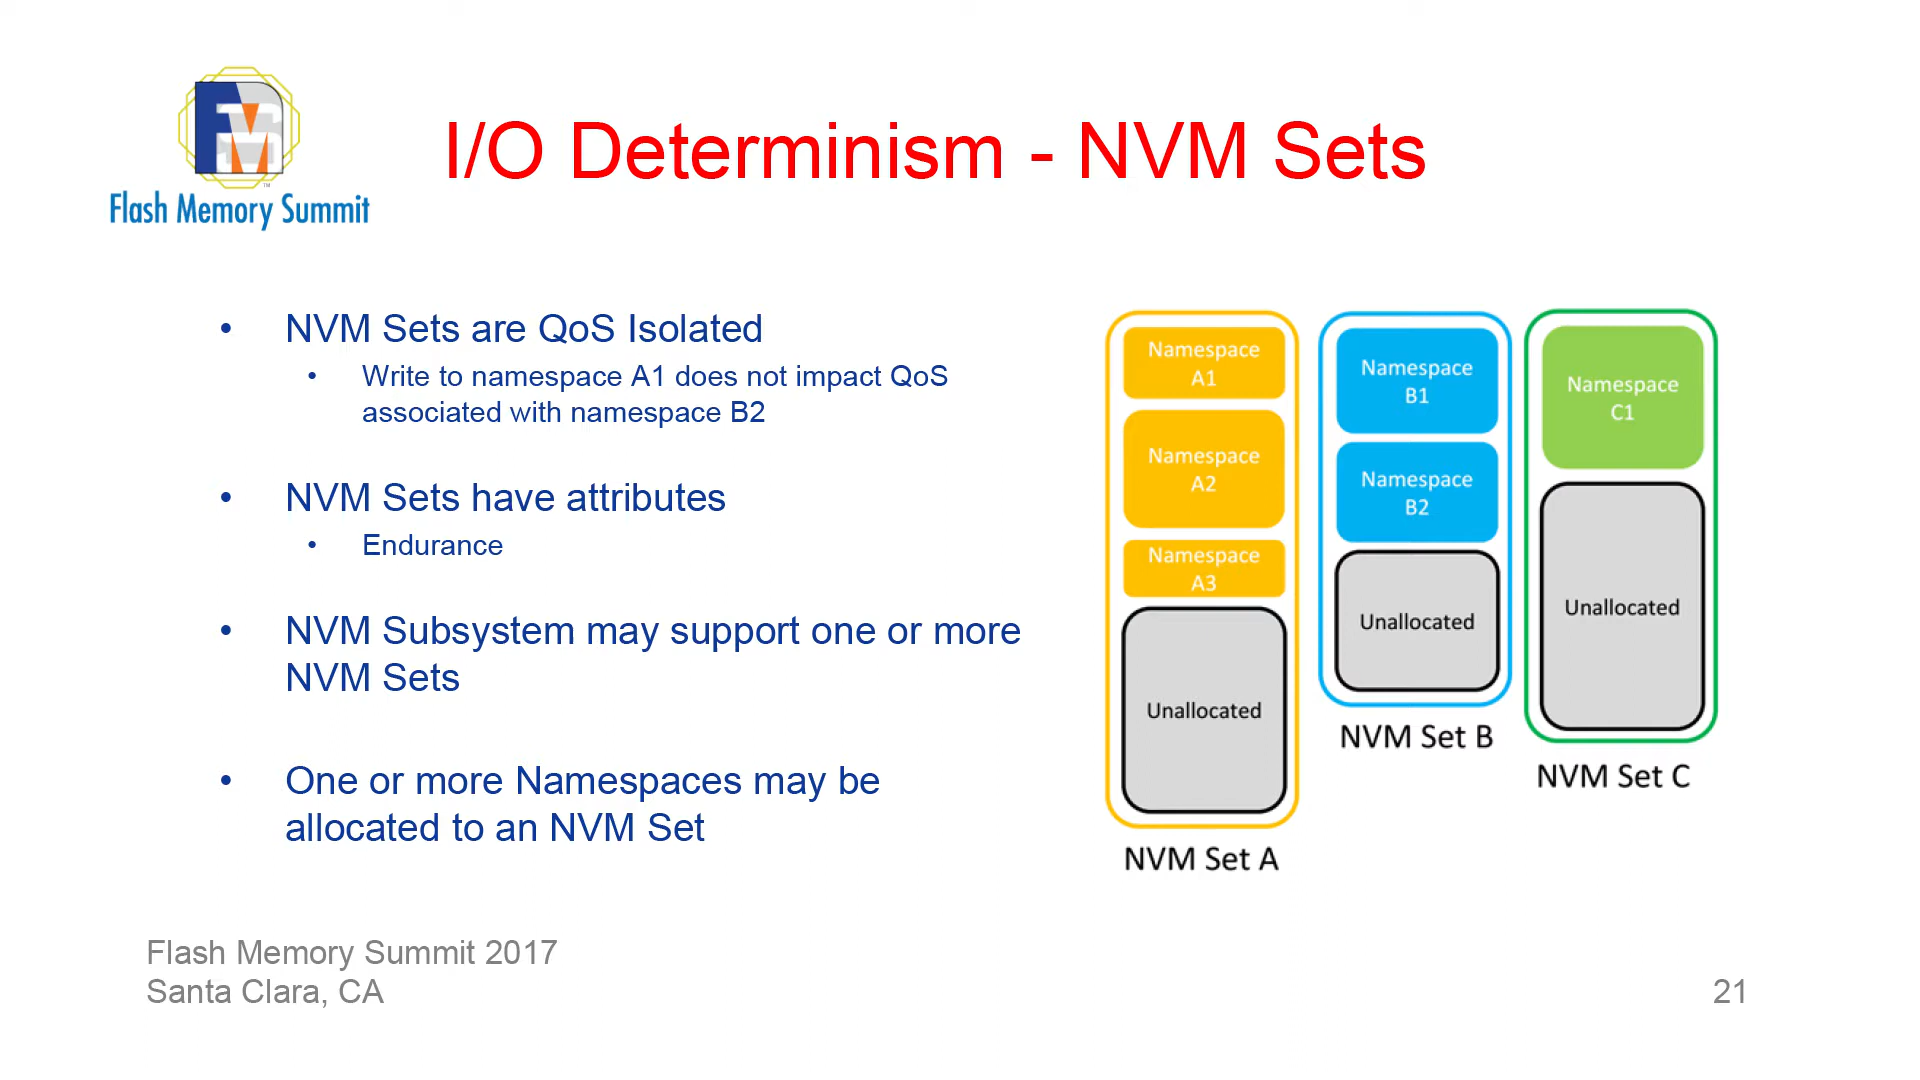 Flash Memory Summit
I/O Determinism - NVM Sets
• NVM Sets are QoS Isolated
• Write to namespace A1 does not impact QoS
associated with namespace B2
• NVM Sets have attributes
• Endurance
• NVM Subsystem may support one or more
NVM Sets
• One or more Namespaces may be
allocated to an NVM Set
Namespace
A1
Namespace
A2
Namespace
A3
Unallocated
NVM Set A
Namespace
B1
Namespace
B2
Unallocated
NVM Set B
Namespace
C1
Unallocated
NVM Set C
Flash Memory Summit 2017
Santa Clara, CA
21